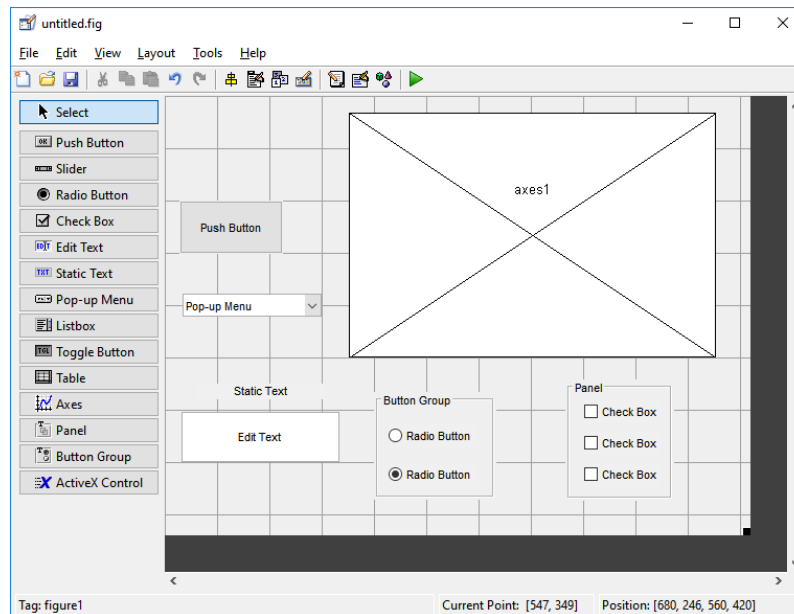 untitled.fig
File Edit View Layout Tools Help
Select
Push Button
Slider
Radio Button
Check Box
Edit Text
Static Text
Pop-up Menu
Listbox
Toggle Button
Table
Axes
Panel
Button Group
ActiveX Control
axes1
Push Button
Pop-up Menu
Static Text
Edit Text
Button Group
Radio Button
Radio Button
Panel
Check Box
Check Box
Check Box
Tag: figure1 Current Point: [547, 349] Position: [680, 246, 560, 420]